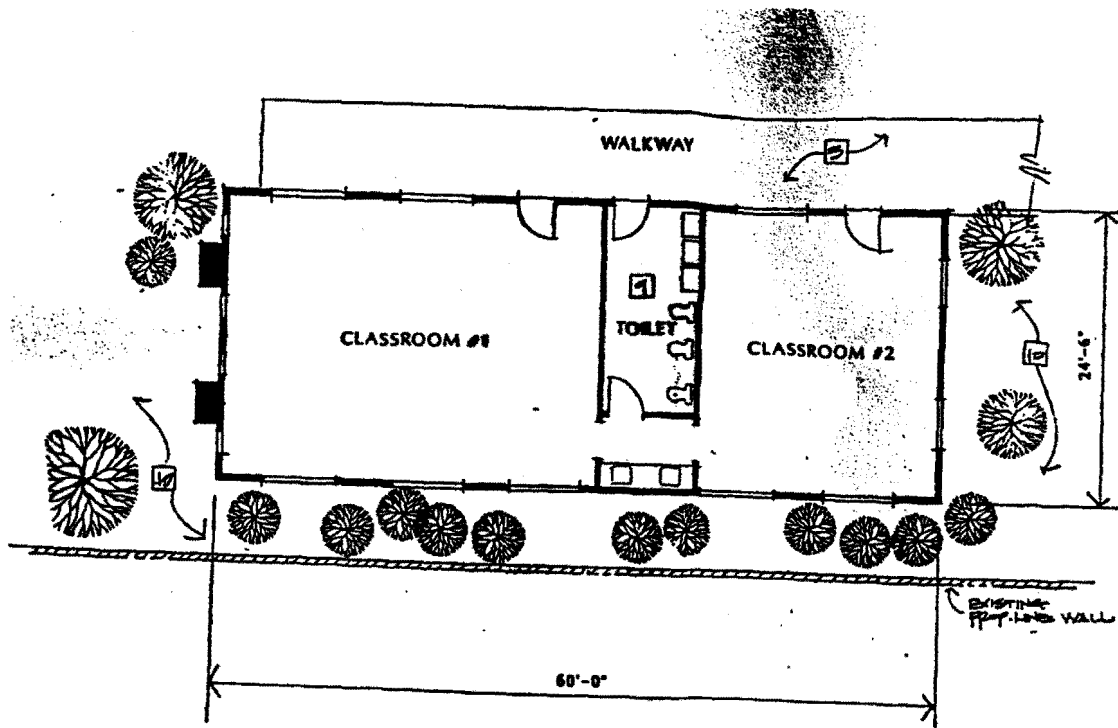 WALKWAY
CLASSROOM #1
TOILET
CLASSROOM #2
24'-6"
EXISTING
PROP. LINE WALL
60'-0"